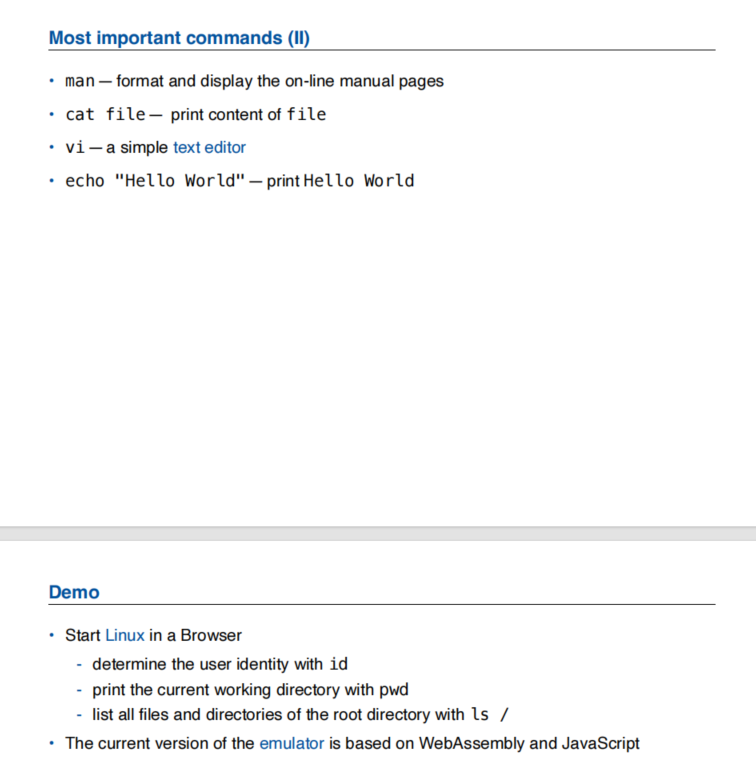 Most important commands (II)
• man — format and display the on-line manual pages
• cat file — print content of file
• vi — a simple text editor
• echo "Hello World" — print Hello World
Demo
• Start Linux in a Browser
- determine the user identity with id
- print the current working directory with pwd
- list all files and directories of the root directory with ls /
• The current version of the emulator is based on WebAssembly and JavaScript